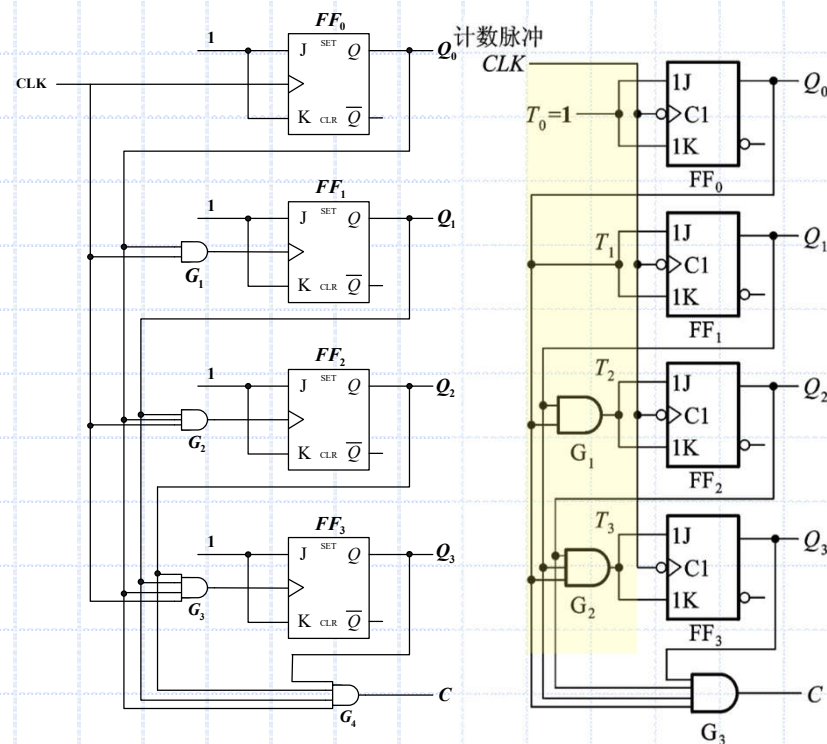 FF0
1
J SET Q
Q0
CLK
K CLR Q̅
FF1
1
J SET Q
Q1
G1
K CLR Q̅
FF2
1
J SET Q
Q2
G2
K CLR Q̅
FF3
1
J SET Q
Q3
G3
K CLR Q̅
G4
C
计数脉冲
CLK
1J
Q0
T0=1
C1
1K
FF0
1J
Q1
T1
C1
1K
FF1
T2
1J
Q2
C1
G1
1K
FF2
T3
1J
Q3
C1
G2
1K
FF3
C
G3